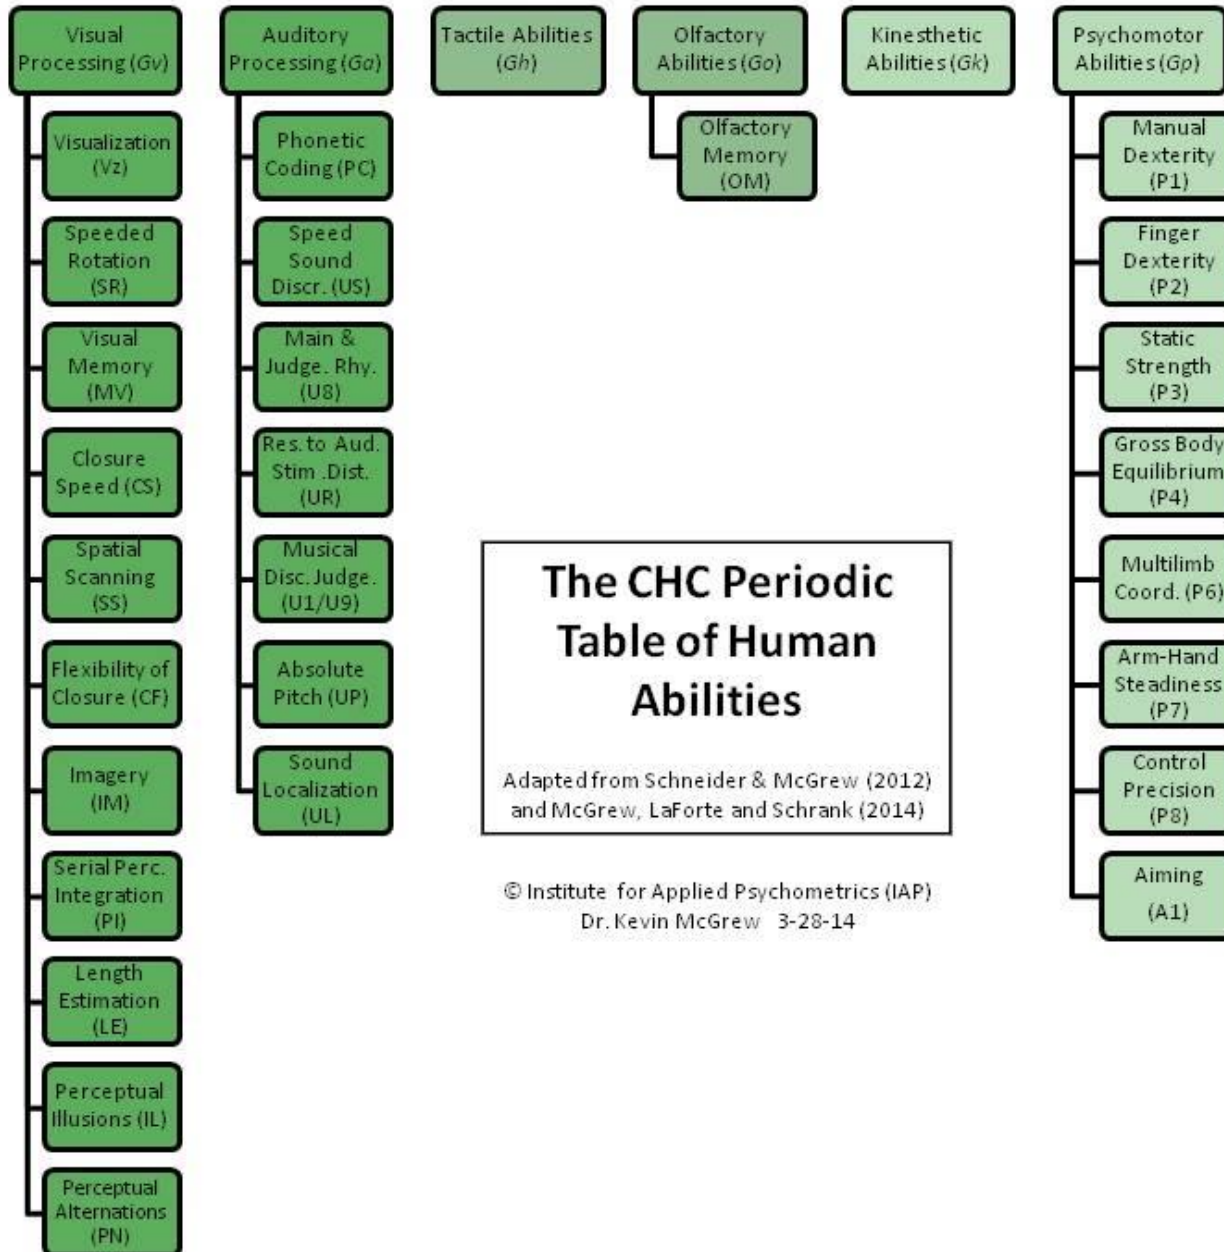 Visual
Processing (Gv)
Visualization
(Vz)
Speeded
Rotation
(SR)
Visual
Memory
(MV)
Closure
Speed (CS)
Spatial
Scanning
(SS)
Flexibility of
Closure (CF)
Imagery
(IM)
Serial Perc.
Integration
(PI)
Length
Estimation
(LE)
Perceptual
Illusions (IL)
Perceptual
Alternations
(PN)
Auditory
Processing (Ga)
Phonetic
Coding (PC)
Speed
Sound
Discr. (US)
Main &
Judge. Rhy.
(U8)
Res. to Aud.
Stim .Dist.
(UR)
Musical
Disc. Judge.
(U1/U9)
Absolute
Pitch (UP)
Sound
Localization
(UL)
Tactile Abilities
(Gh)
Olfactory
Abilities (Go)
Olfactory
Memory
(OM)
Kinesthetic
Abilities (Gk)
Psychomotor
Abilities (Gp)
Manual
Dexterity
(P1)
Finger
Dexterity
(P2)
Static
Strength
(P3)
Gross Body
Equilibrium
(P4)
Multilimb
Coord. (P6)
Arm-Hand
Steadiness
(P7)
Control
Precision
(P8)
Aiming
(A1)
The CHC Periodic
Table of Human
Abilities
Adapted from Schneider & McGrew (2012)
and McGrew, LaForte and Schrank (2014)
© Institute for Applied Psychometrics (IAP)
Dr. Kevin McGrew 3-28-14